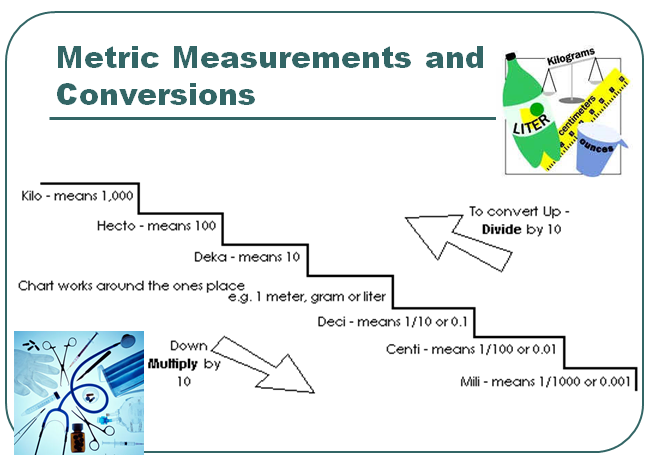 Metric Measurements and
Conversions
Kilograms
LITER
centimeters
ounces
Kilo - means 1,000
Hecto - means 100
Deka - means 10
To convert Up -
Divide by 10
Chart works around the ones place
e.g. 1 meter, gram or liter
Deci - means 1/10 or 0.1
Down
Multiply by
10
Centi - means 1/100 or 0.01
Mili - means 1/1000 or 0.001